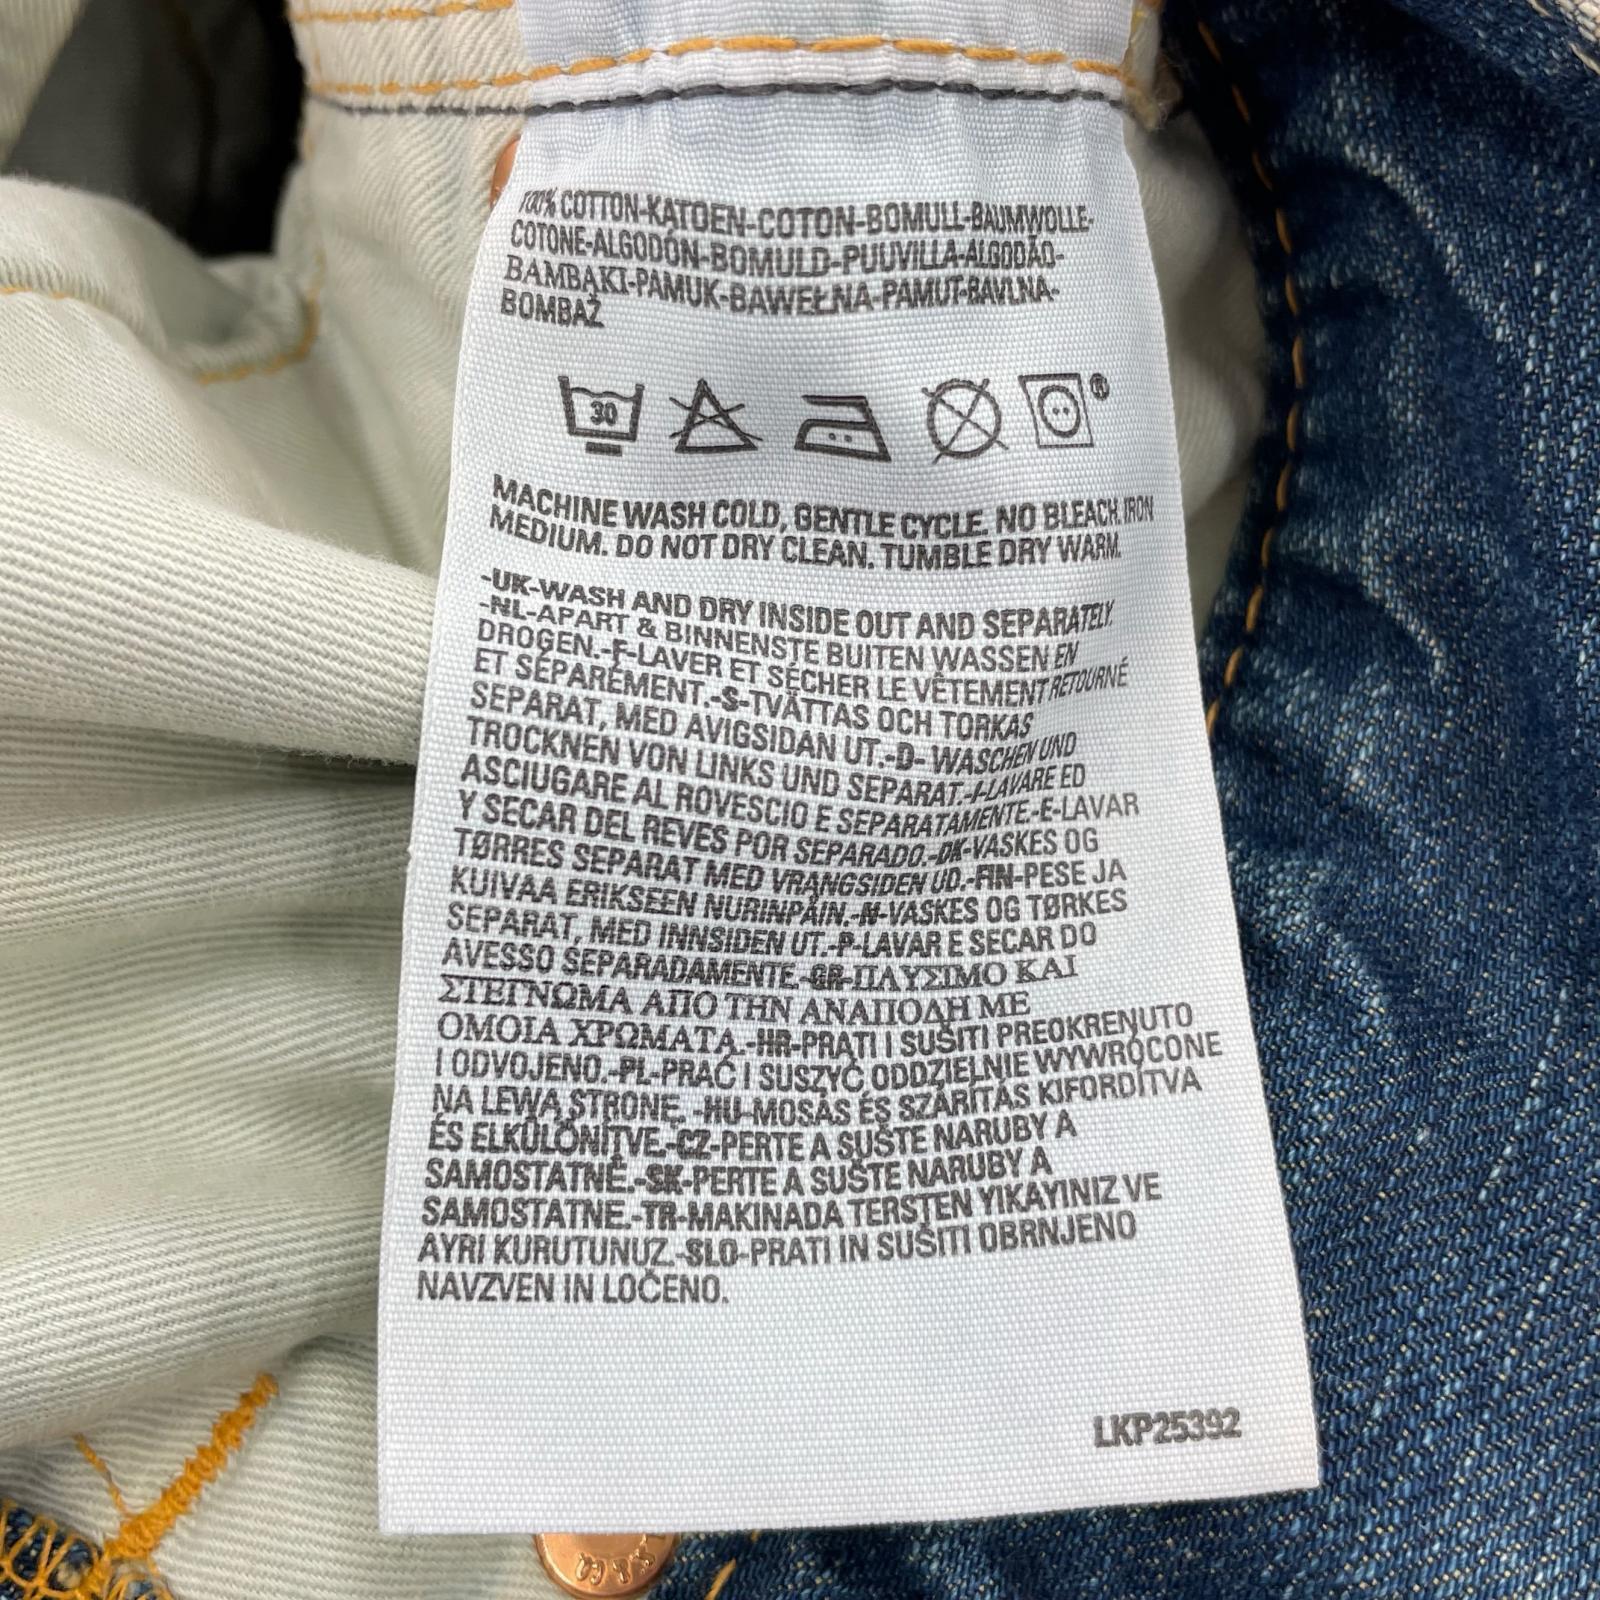 100% COTTON-KATOEN-COTON-BOMULL-BAUMWOLLE-
COTONE-ALGODÓN-BOMULD-PUUVILLA-ALGODÃO-
BAMBAKI-PAMUK-BAWEŁNA-PAMUT-BAVLNA-
BOMBAŽ
30
®
MACHINE WASH COLD, GENTLE CYCLE. NO BLEACH. IRON
MEDIUM. DO NOT DRY CLEAN. TUMBLE DRY WARM.
-UK-WASH AND DRY INSIDE OUT AND SEPARATELY.
-NL-APART & BINNENSTE BUITEN WASSEN EN
DROGEN.-F-LAVER ET SÉCHER LE VÊTEMENT RETOURNÉ
ET SÉPARÉMENT.-S-TVÄTTAS OCH TORKAS
SEPARAT, MED AVIGSIDAN UT.-D- WASCHEN UND
TROCKNEN VON LINKS UND SEPARAT.-I-LAVARE ED
ASCIUGARE AL ROVESCIO E SEPARATAMENTE.-E-LAVAR
Y SECAR DEL REVES POR SEPARADO.-DK-VASKES OG
TØRRES SEPARAT MED VRANGSIDEN UD.-FIN-PESE JA
KUIVAA ERIKSEEN NURINPÄIN.-N-VASKES OG TØRKES
SEPARAT, MED INNSIDEN UT.-P-LAVAR E SECAR DO
AVESSO SEPARADAMENTE.-GR-ΠΛΥΣΙΜΟ ΚΑΙ
ΣΤΕΓΝΩΜΑ ΑΠΟ ΤΗΝ ΑΝΑΠΟΔΗ ΜΕ
ΟΜΟΙΑ ΧΡΩΜΑΤΑ.-HR-PRATI I SUŠITI PREOKRENUTO
I ODVOJENO.-PL-PRAĆ I SUSZYĆ ODDZIELNIE WYWRÓCONE
NA LEWĄ STRONĘ. -HU-MOSÁS ÉS SZÁRÍTÁS KIFORDÍTVA
ÉS ELKÜLÖNÍTVE.-CZ-PERTE A SUŠTE NARUBY A
SAMOSTATNĚ.-SK-PERTE A SUŠTE NARUBY A
SAMOSTATNE.-TR-MAKINADA TERSTEN YIKAYINIZ VE
AYRI KURUTUNUZ.-SLO-PRATI IN SUŠITI OBRNJENO
NAVZVEN IN LOČENO.
LKP25392